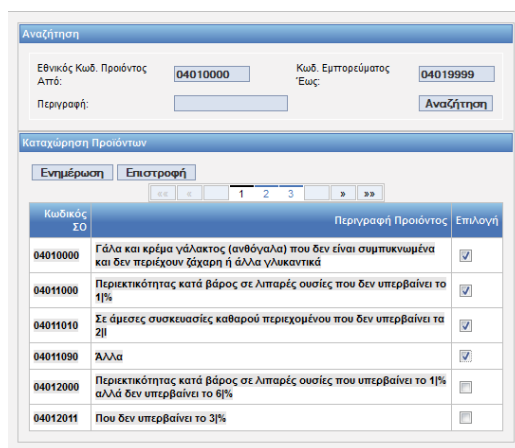 Αναζήτηση
Εθνικός Κωδ. Προιόντος Από: 04010000 Κωδ. Εμπορεύματος Έως: 04019999
Περιγραφή: Αναζήτηση
Καταχώρηση Προϊόντων
Ενημέρωση Επιστροφή
«« « 1 2 3 » »»
Κωδικός ΣΟ Περιγραφή Προιόντος Επιλογή
04010000 Γάλα και κρέμα γάλακτος (ανθόγαλα) που δεν είναι συμπυκνωμένα
και δεν περιέχουν ζάχαρη ή άλλα γλυκαντικά
04011000 Περιεκτικότητας κατά βάρος σε λιπαρές ουσίες που δεν υπερβαίνει το
1|%
04011010 Σε άμεσες συσκευασίες καθαρού περιεχομένου που δεν υπερβαίνει τα
2|l
04011090 Άλλα
04012000 Περιεκτικότητας κατά βάρος σε λιπαρές ουσίες που υπερβαίνει το 1|%
αλλά δεν υπερβαίνει το 6|%
04012011 Που δεν υπερβαίνει το 3|%